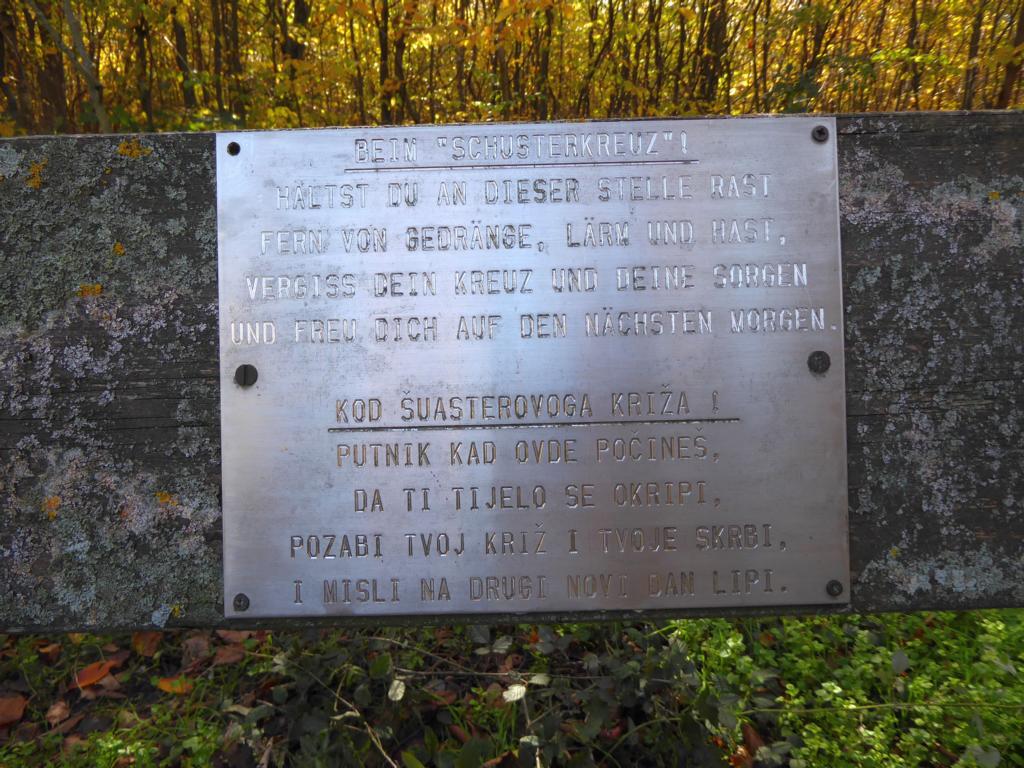 BEIM "SCHUSTERKREUZ"!
HÄLTST DU AN DIESER STELLE RAST
FERN VON GEDRÄNGE, LÄRM UND HAST,
VERGISS DEIN KREUZ UND DEINE SORGEN
UND FREU DICH AUF DEN NÄCHSTEN MORGEN.
KOD ŠUASTEROVOGA KRIŽA !
PUTNIK KAD OVDE POČINEŠ,
DA TI TIJELO SE OKRIPI,
POZABI TVOJ KRIŽ I TVOJE SKRBI,
I MISLI NA DRUGI NOVI DAN LIPI.